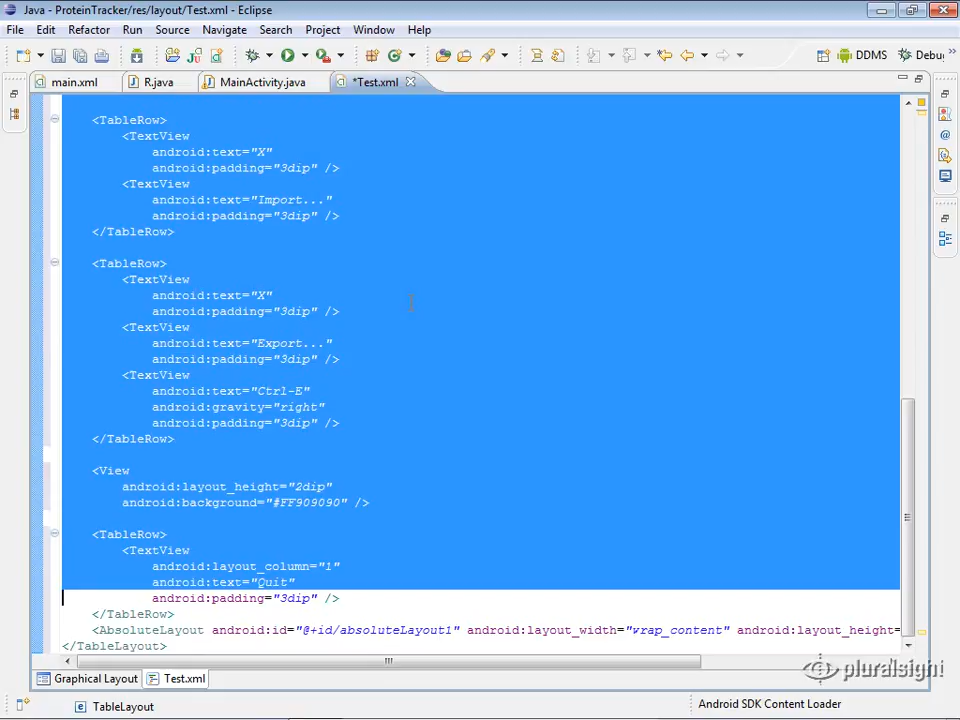 Java - ProteinTracker/res/layout/Test.xml - Eclipse
File Edit Refactor Run Source Navigate Search Project Window Help
DDMS Debug
main.xml R.java MainActivity.java *Test.xml
<TableRow>
<TextView
android:text="X"
android:padding="3dip" />
<TextView
android:text="Import..."
android:padding="3dip" />
</TableRow>
<TableRow>
<TextView
android:text="X"
android:padding="3dip" />
<TextView
android:text="Export..."
android:padding="3dip" />
<TextView
android:text="Ctrl-E"
android:gravity="right"
android:padding="3dip" />
</TableRow>
<View
android:layout_height="2dip"
android:background="#FF909090" />
<TableRow>
<TextView
android:layout_column="1"
android:text="Quit"
android:padding="3dip" />
</TableRow>
<AbsoluteLayout android:id="@+id/absoluteLayout1" android:layout_width="wrap_content" android:layout_height=
</TableLayout>
Graphical Layout Test.xml
pluralsight
TableLayout
Android SDK Content Loader